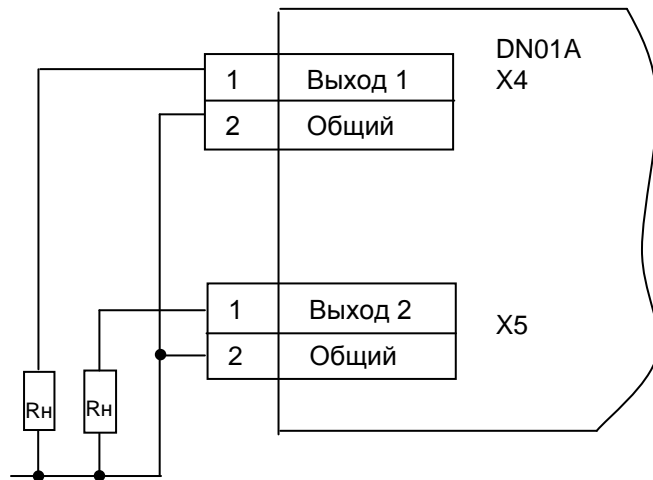 DN01A
X4
1 Выход 1
2 Общий
1 Выход 2
2 Общий
X5
Rн Rн